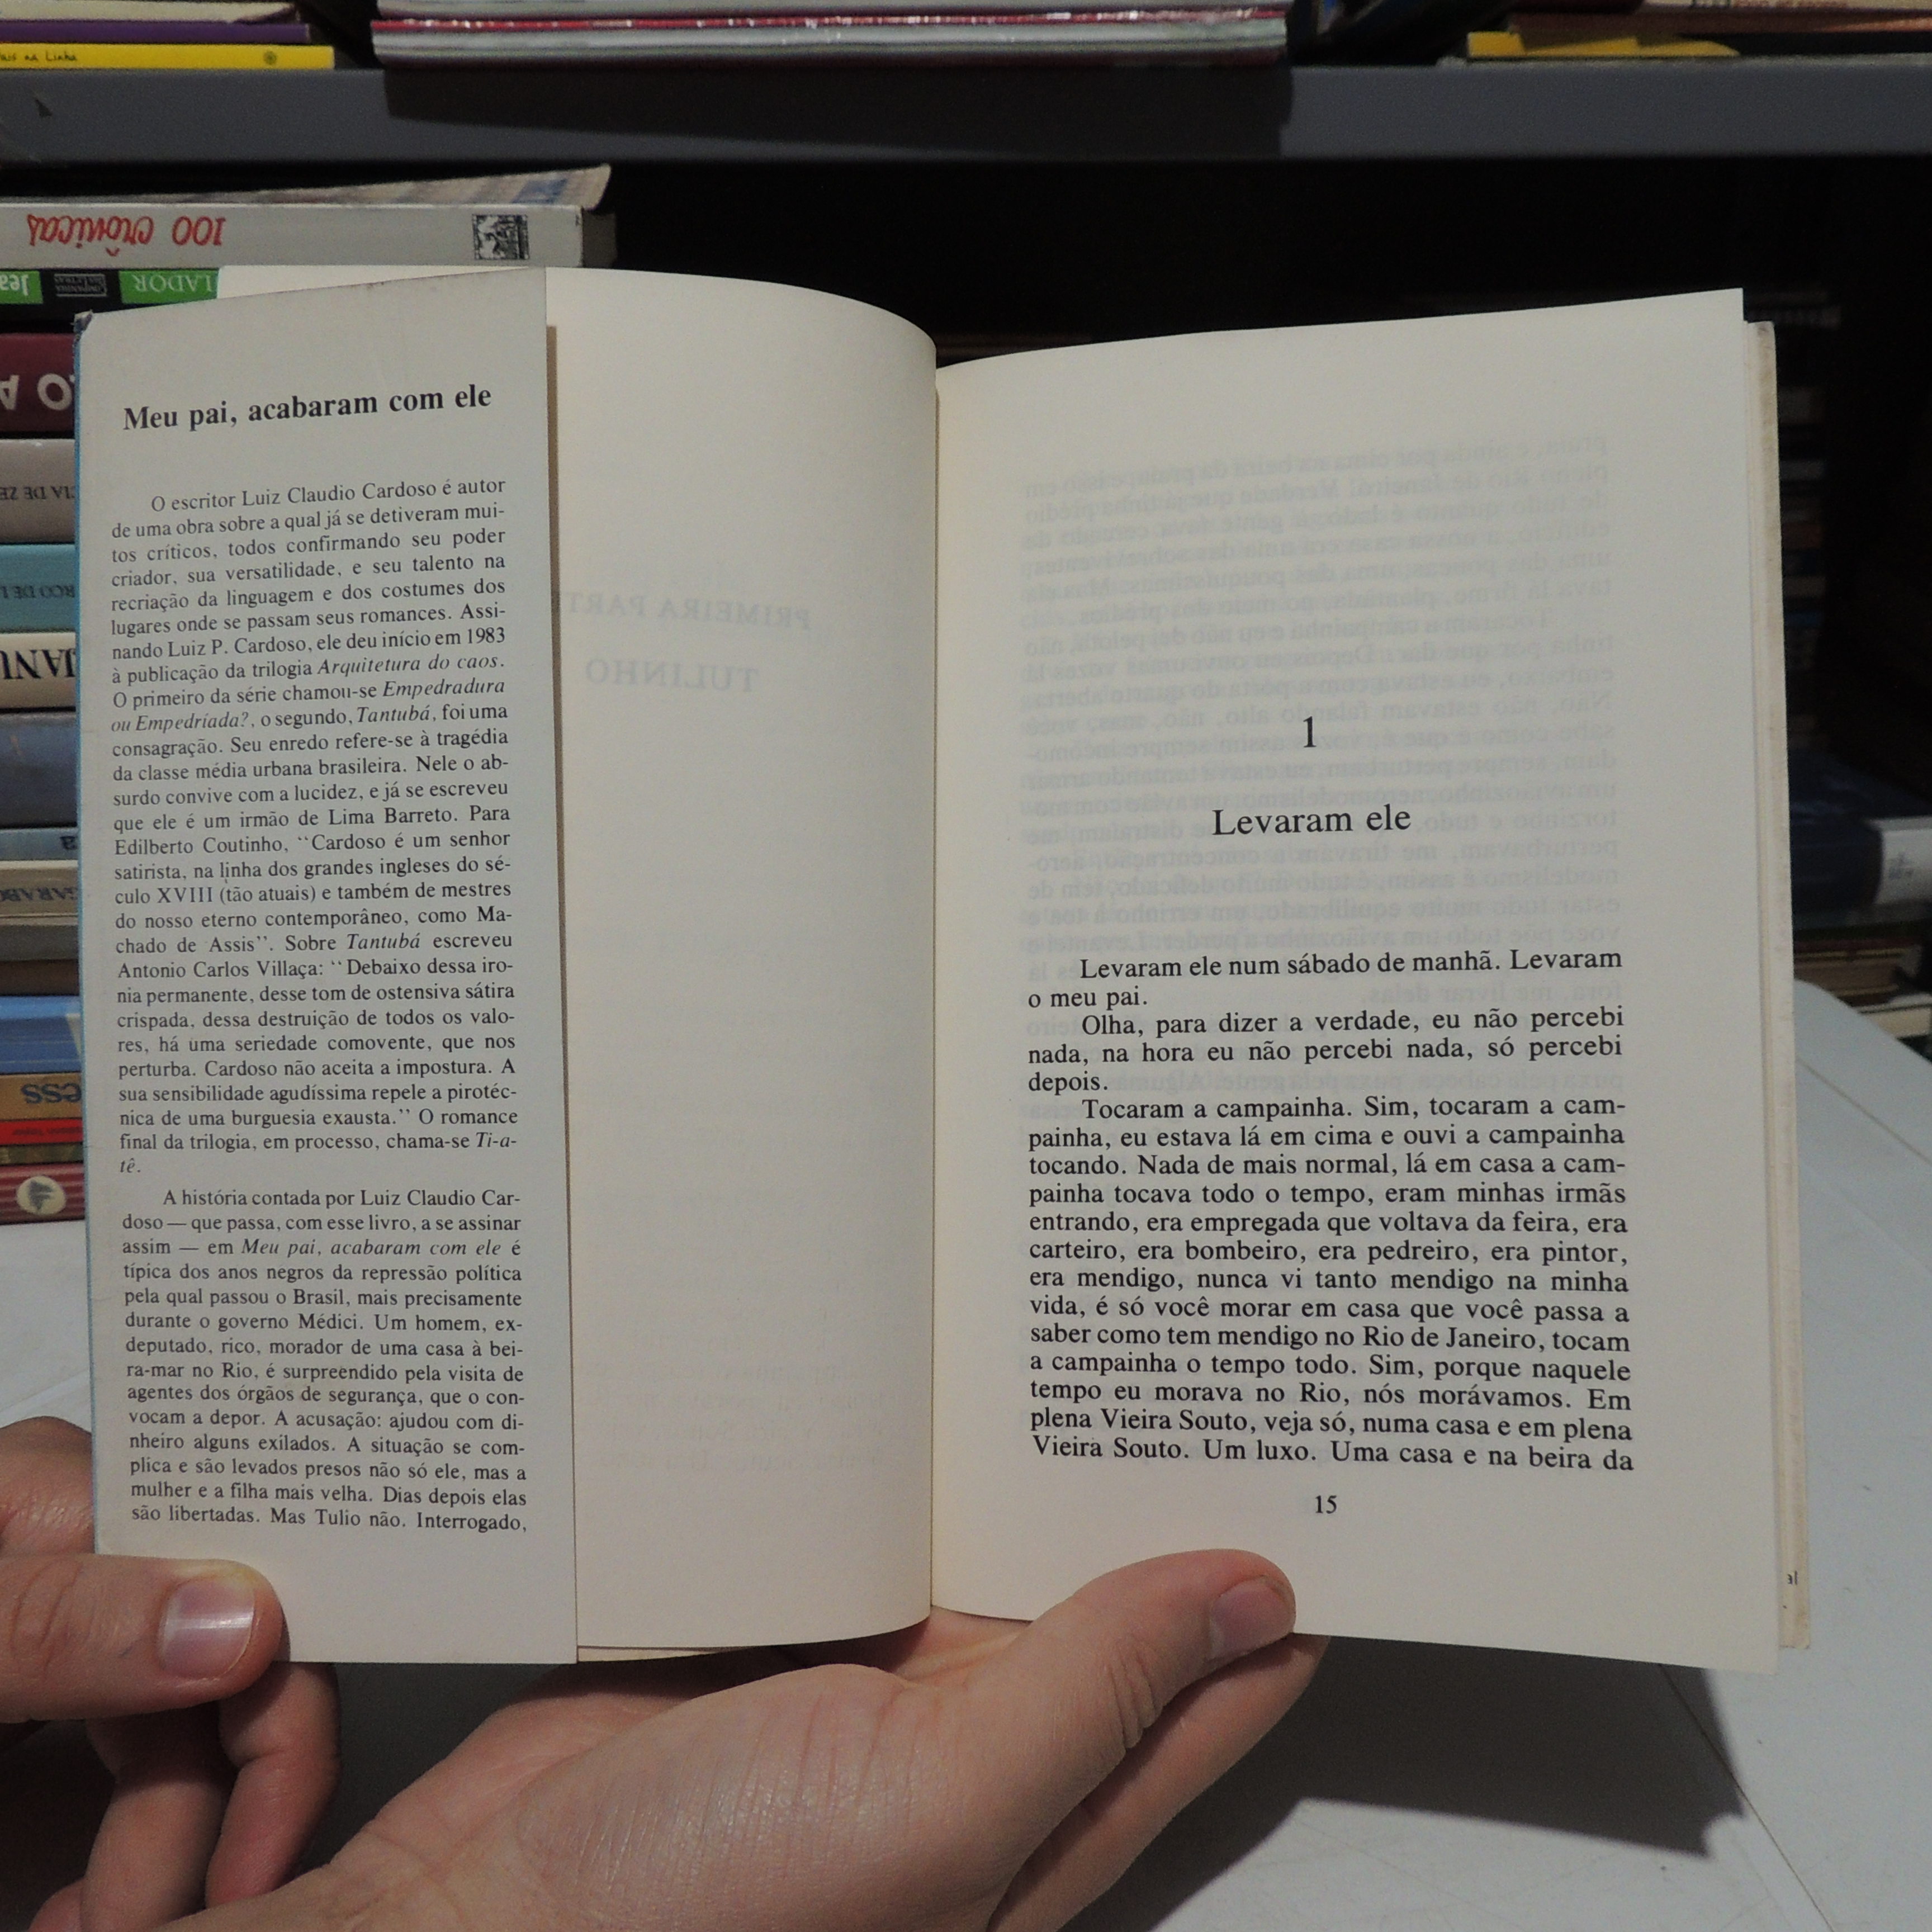 ais na Linha
100 crônicas
Meu pai, acabaram com ele
O escritor Luiz Claudio Cardoso é autor
de uma obra sobre a qual já se detiveram mui-
tos críticos, todos confirmando seu poder
criador, sua versatilidade, e seu talento na
recriação da linguagem e dos costumes dos
lugares onde se passam seus romances. Assi-
nando Luiz P. Cardoso, ele deu início em 1983
à publicação da trilogia Arquitetura do caos.
O primeiro da série chamou-se Empedradura
ou Empedríada?, o segundo, Tantubá, foi uma
consagração. Seu enredo refere-se à tragédia
da classe média urbana brasileira. Nele o ab-
surdo convive com a lucidez, e já se escreveu
que ele é um irmão de Lima Barreto. Para
Edilberto Coutinho, “Cardoso é um senhor
satirista, na linha dos grandes ingleses do sé-
culo XVIII (tão atuais) e também de mestres
do nosso eterno contemporâneo, como Ma-
chado de Assis”. Sobre Tantubá escreveu
Antonio Carlos Villaça: “Debaixo dessa iro-
nia permanente, desse tom de ostensiva sátira
crispada, dessa destruição de todos os valo-
res, há uma seriedade comovente, que nos
perturba. Cardoso não aceita a impostura. A
sua sensibilidade agudíssima repele a pirotéc-
nica de uma burguesia exausta.” O romance
final da trilogia, em processo, chama-se Ti-a-
tê.
A história contada por Luiz Claudio Car-
doso — que passa, com esse livro, a se assinar
assim — em Meu pai, acabaram com ele é
típica dos anos negros da repressão política
pela qual passou o Brasil, mais precisamente
durante o governo Médici. Um homem, ex-
deputado, rico, morador de uma casa à bei-
ra-mar no Rio, é surpreendido pela visita de
agentes dos órgãos de segurança, que o con-
vocam a depor. A acusação: ajudou com di-
nheiro alguns exilados. A situação se com-
plica e são levados presos não só ele, mas a
mulher e a filha mais velha. Dias depois elas
são libertadas. Mas Tulio não. Interrogado,
PRIMEIRA PARTE
TULINHO
1
Levaram ele
Levaram ele num sábado de manhã. Levaram
o meu pai.
Olha, para dizer a verdade, eu não percebi
nada, na hora eu não percebi nada, só percebi
depois.
Tocaram a campainha. Sim, tocaram a cam-
painha, eu estava lá em cima e ouvi a campainha
tocando. Nada de mais normal, lá em casa a cam-
painha tocava todo o tempo, eram minhas irmãs
entrando, era empregada que voltava da feira, era
carteiro, era bombeiro, era pedreiro, era pintor,
era mendigo, nunca vi tanto mendigo na minha
vida, é só você morar em casa que você passa a
saber como tem mendigo no Rio de Janeiro, tocam
a campainha o tempo todo. Sim, porque naquele
tempo eu morava no Rio, nós morávamos. Em
plena Vieira Souto, veja só, numa casa e em plena
Vieira Souto. Um luxo. Uma casa e na beira da
15